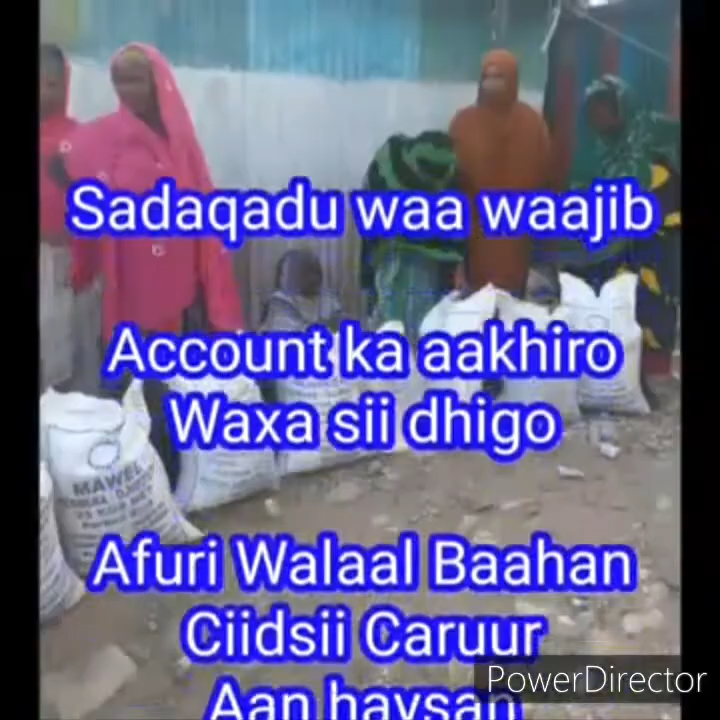 Sadaqadu waa waajib
Account ka aakhiro
Waxa sii dhigo
Afuri Walaal Baahan
Ciidsii Caruur
Aan haysan
PowerDirector
MAWEL